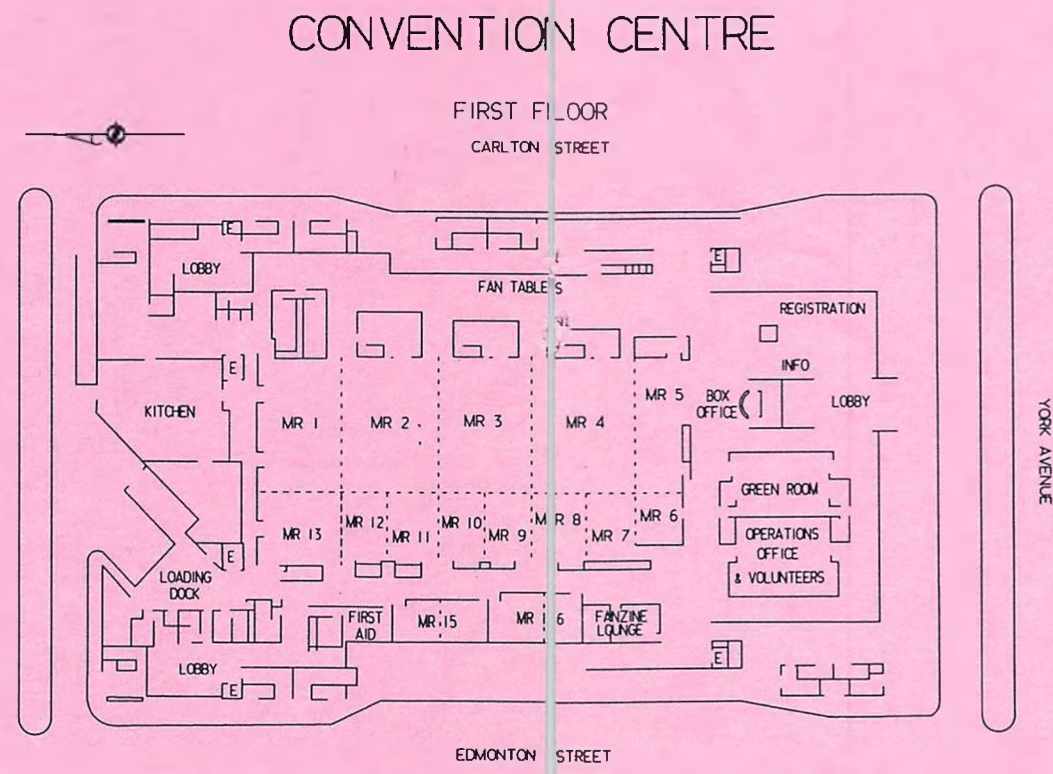 CONVENTION CENTRE
FIRST FLOOR
CARLTON STREET
E
E
LOBBY
FAN TABLES
REGISTRATION
INFO
E
KITCHEN
MR 1
MR 2
MR 3
MR 4
MR 5
BOX
OFFICE
LOBBY
YORK AVENUE
GREEN ROOM
MR 13
MR 12
MR 11
MR 10
MR 9
MR 8
MR 7
MR 6
OPERATIONS
OFFICE
& VOLUNTEERS
E
LOADING
DOCK
FIRST
AID
MR 15
MR 16
FANZINE
LOUNGE
LOBBY
E
E
EDMONTON STREET